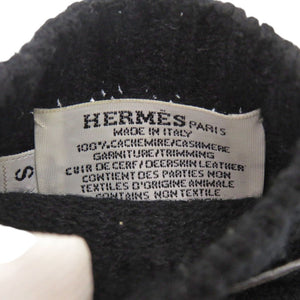 HERMÈS PARIS
MADE IN ITALY
100% CACHEMIRE/CASHMERE
GARNITURE/TRIMMING
CUIR DE CERF/DEERSKIN LEATHER
CONTIENT DES PARTIES NON
TEXTILES D'ORIGINE ANIMALE
CONTAINS NON TEXTILE
S